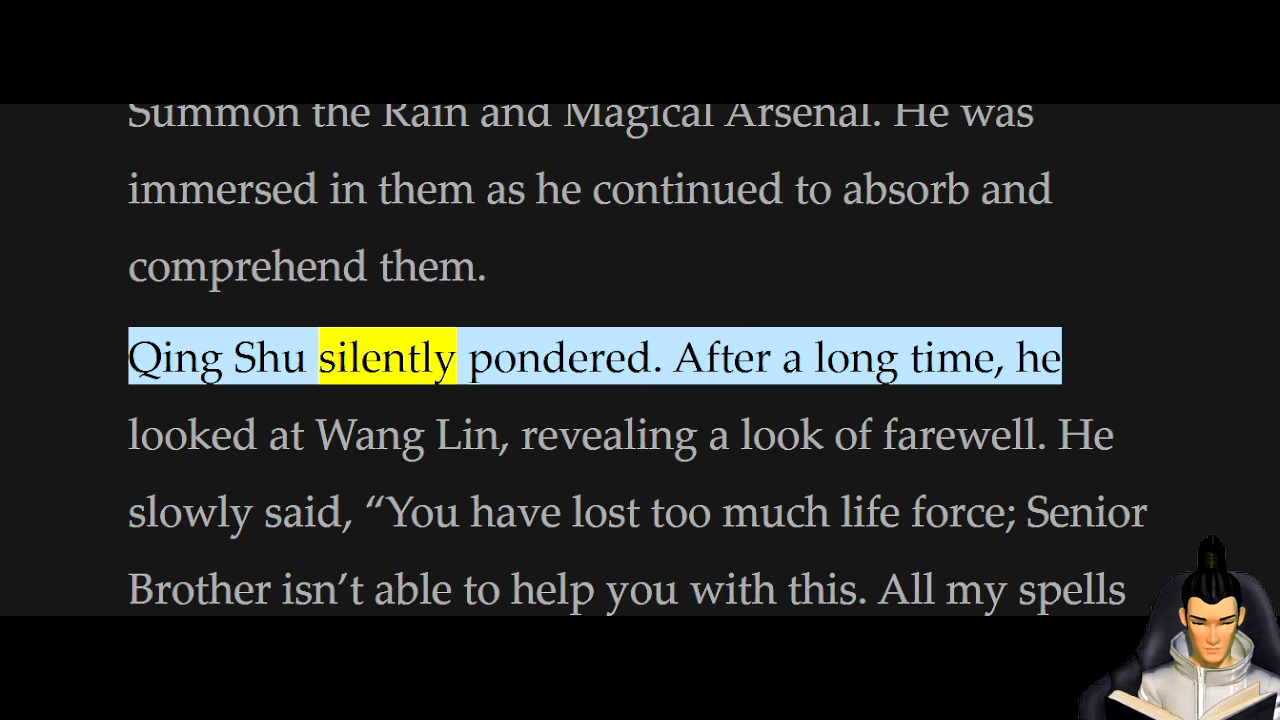 Summon the Rain and Magical Arsenal. He was
immersed in them as he continued to absorb and
comprehend them.
Qing Shu silently pondered. After a long time, he
looked at Wang Lin, revealing a look of farewell. He
slowly said, “You have lost too much life force; Senior
Brother isn’t able to help you with this. All my spells